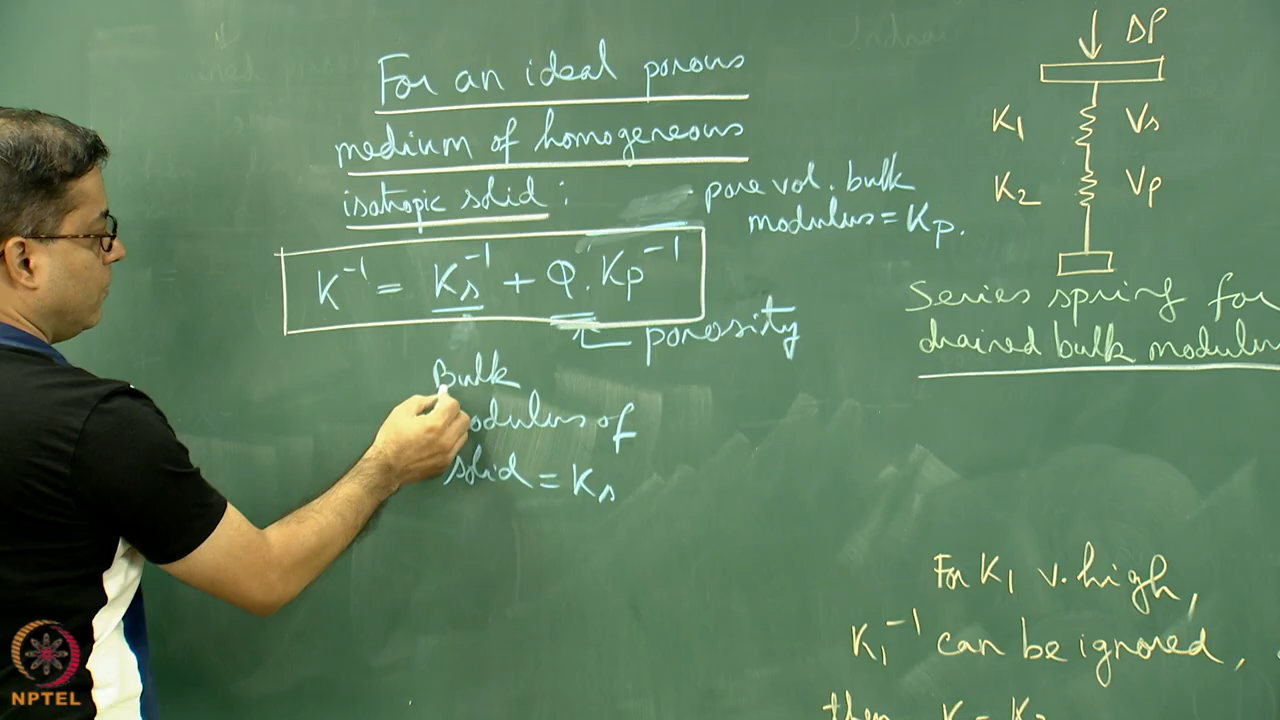 For an ideal porous
medium of homogeneous
isotropic solid :
pore vol. bulk
modulus = Kp.
K⁻¹ = Ks⁻¹ + φ. Kp⁻¹
porosity
Bulk
modulus of
solid = Ks
ΔP
K1 Vs
K2 Vp
Series spring for
drained bulk modulus
For K1 v. high,
K1⁻¹ can be ignored,
then K = K2
NPTEL